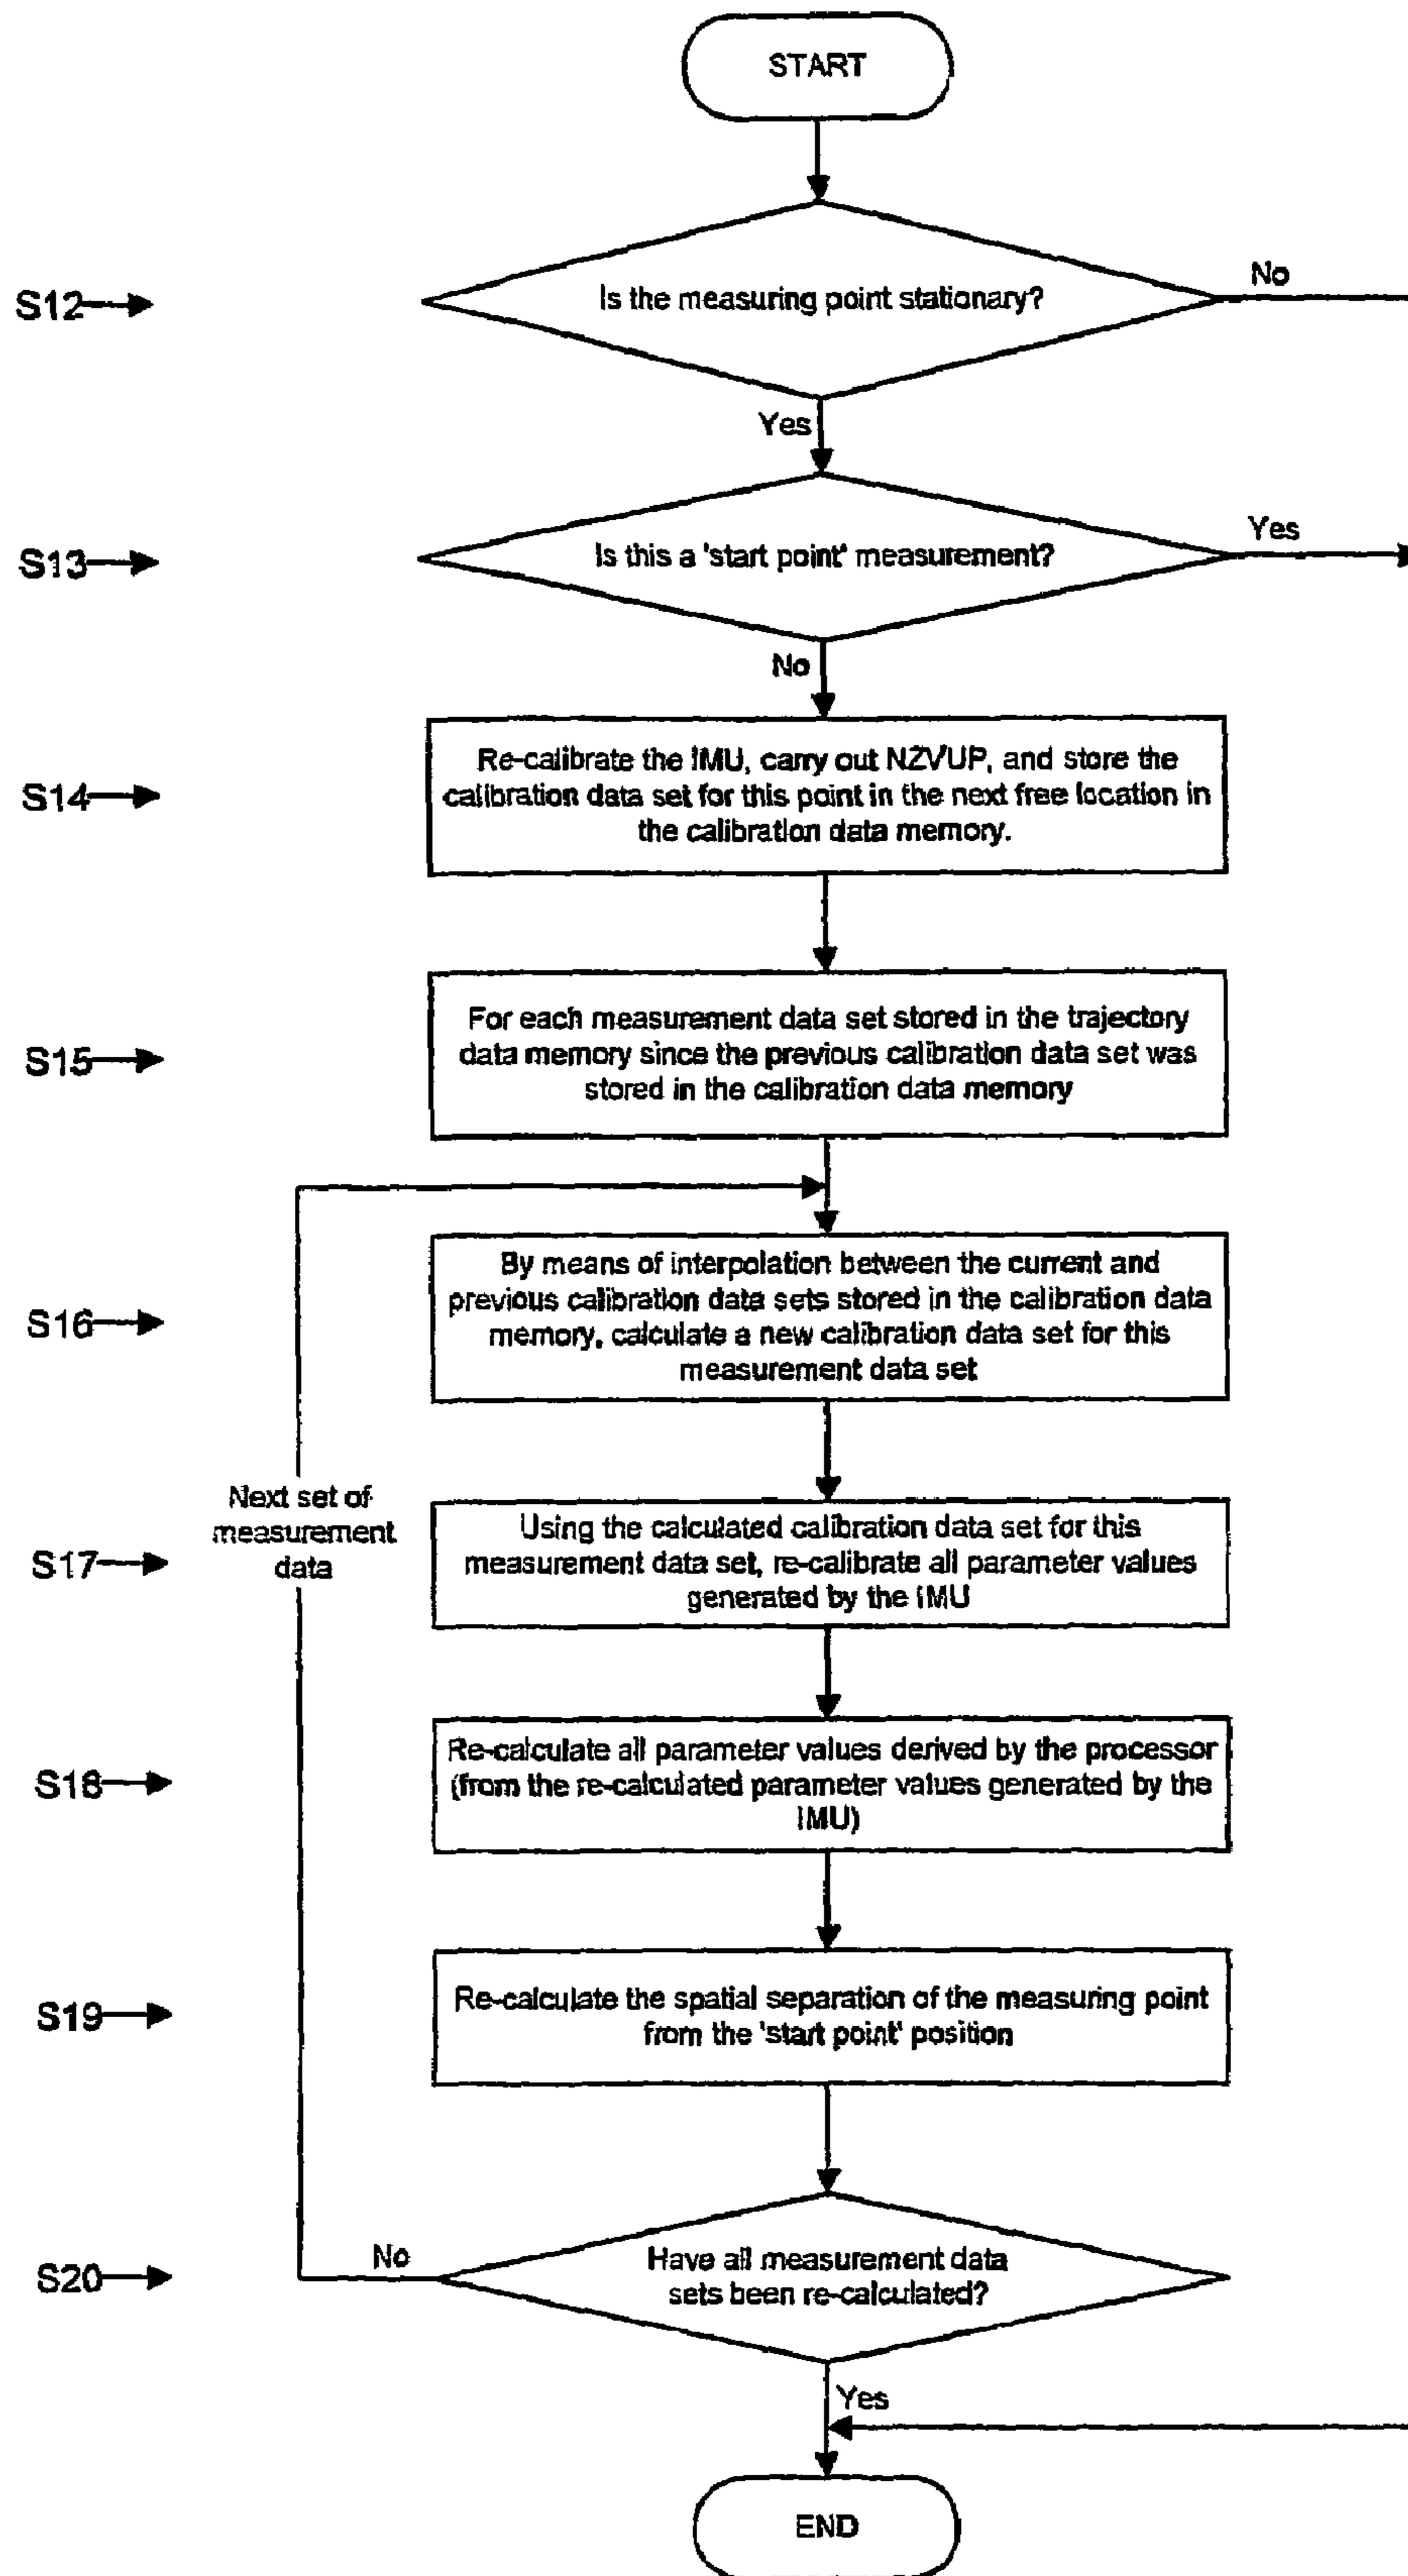 START
S12
Is the measuring point stationary?
No
Yes
S13
Is this a 'start point' measurement?
Yes
No
S14
Re-calibrate the IMU, carry out NZVUP, and store the
calibration data set for this point in the next free location in
the calibration data memory.
S15
For each measurement data set stored in the trajectory
data memory since the previous calibration data set was
stored in the calibration data memory
S16
By means of interpolation between the current and
previous calibration data sets stored in the calibration data
memory, calculate a new calibration data set for this
measurement data set
Next set of
measurement
data
S17
Using the calculated calibration data set for this
measurement data set, re-calibrate all parameter values
generated by the IMU
S18
Re-calculate all parameter values derived by the processor
(from the re-calculated parameter values generated by the
IMU)
S19
Re-calculate the spatial separation of the measuring point
from the 'start point' position
S20
No
Have all measurement data
sets been re-calculated?
Yes
END